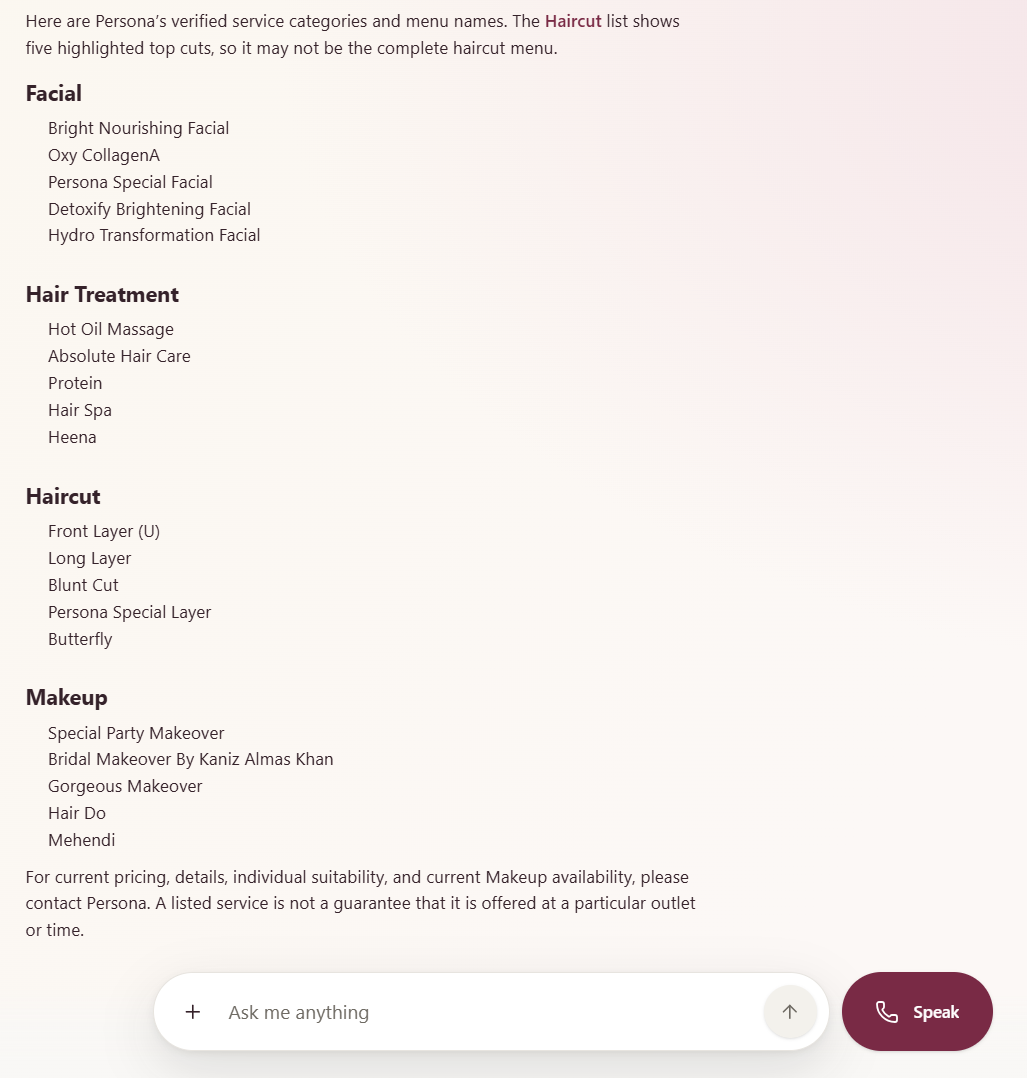 Here are Persona’s verified service categories and menu names. The Haircut list shows
five highlighted top cuts, so it may not be the complete haircut menu.
Facial
Bright Nourishing Facial
Oxy CollagenA
Persona Special Facial
Detoxify Brightening Facial
Hydro Transformation Facial
Hair Treatment
Hot Oil Massage
Absolute Hair Care
Protein
Hair Spa
Heena
Haircut
Front Layer (U)
Long Layer
Blunt Cut
Persona Special Layer
Butterfly
Makeup
Special Party Makeover
Bridal Makeover By Kaniz Almas Khan
Gorgeous Makeover
Hair Do
Mehendi
For current pricing, details, individual suitability, and current Makeup availability, please
contact Persona. A listed service is not a guarantee that it is offered at a particular outlet
or time.
Ask me anything
Speak